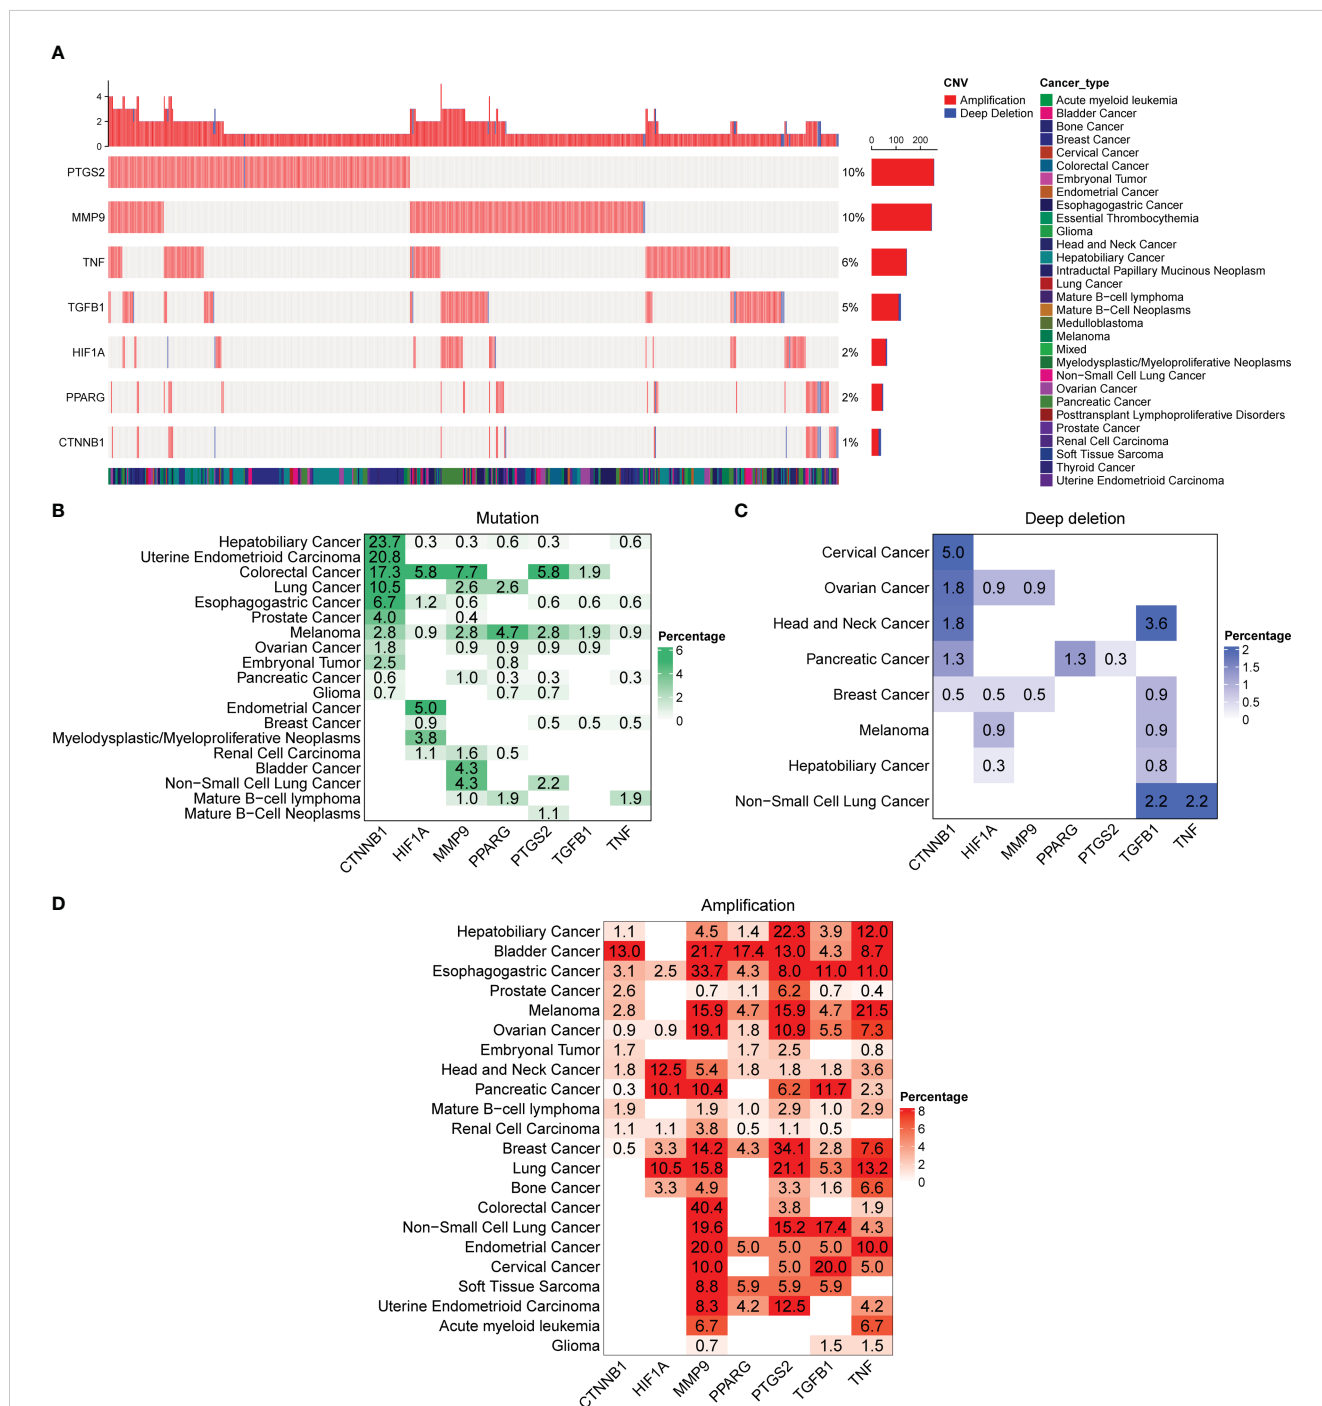 A
CNV
Amplification
Deep Deletion
Cancer_type
Acute myeloid leukemia
Bladder Cancer
Bone Cancer
Breast Cancer
Cervical Cancer
Colorectal Cancer
Embryonal Tumor
Endometrial Cancer
Esophagogastric Cancer
Essential Thrombocythemia
Glioma
Head and Neck Cancer
Hepatobiliary Cancer
Intraductal Papillary Mucinous Neoplasm
Lung Cancer
Mature B−cell lymphoma
Mature B−Cell Neoplasms
Medulloblastoma
Melanoma
Mixed
Myelodysplastic/Myeloproliferative Neoplasms
Non−Small Cell Lung Cancer
Ovarian Cancer
Pancreatic Cancer
Posttransplant Lymphoproliferative Disorders
Prostate Cancer
Renal Cell Carcinoma
Soft Tissue Sarcoma
Thyroid Cancer
Uterine Endometrioid Carcinoma
4
2
0
0 100 200
PTGS2 10%
MMP9 10%
TNF 6%
TGFB1 5%
HIF1A 2%
PPARG 2%
CTNNB1 1%
B
Mutation
Hepatobiliary Cancer 23.7 0.3 0.3 0.6 0.3 0.6
Uterine Endometrioid Carcinoma 20.8
Colorectal Cancer 17.3 5.8 7.7 5.8 1.9
Lung Cancer 10.5 2.6 2.6
Esophagogastric Cancer 6.7 1.2 0.6 0.6 0.6 0.6
Prostate Cancer 4.0 0.4
Melanoma 2.8 0.9 2.8 4.7 2.8 1.9 0.9
Ovarian Cancer 1.8 0.9 0.9 0.9 0.9
Embryonal Tumor 2.5 0.8
Pancreatic Cancer 0.6 1.0 0.3 0.3 0.3
Glioma 0.7 0.7 0.7
Endometrial Cancer 5.0
Breast Cancer 0.9 0.5 0.5 0.5
Myelodysplastic/Myeloproliferative Neoplasms 3.8
Renal Cell Carcinoma 1.1 1.6 0.5
Bladder Cancer 4.3
Non−Small Cell Lung Cancer 4.3 2.2
Mature B−cell lymphoma 1.0 1.9 1.9
Mature B−Cell Neoplasms 1.1
CTNNB1 HIF1A MMP9 PPARG PTGS2 TGFB1 TNF
Percentage
6
4
2
0
C
Deep deletion
Cervical Cancer 5.0
Ovarian Cancer 1.8 0.9 0.9
Head and Neck Cancer 1.8 3.6
Pancreatic Cancer 1.3 1.3 0.3
Breast Cancer 0.5 0.5 0.5 0.9
Melanoma 0.9 0.9
Hepatobiliary Cancer 0.3 0.8
Non−Small Cell Lung Cancer 2.2 2.2
CTNNB1 HIF1A MMP9 PPARG PTGS2 TGFB1 TNF
Percentage
2
1.5
1
0.5
0
D
Amplification
Hepatobiliary Cancer 1.1 4.5 1.4 22.3 3.9 12.0
Bladder Cancer 13.0 21.7 17.4 13.0 4.3 8.7
Esophagogastric Cancer 3.1 2.5 33.7 4.3 8.0 11.0 11.0
Prostate Cancer 2.6 0.7 1.1 6.2 0.7 0.4
Melanoma 2.8 15.9 4.7 15.9 4.7 21.5
Ovarian Cancer 0.9 0.9 19.1 1.8 10.9 5.5 7.3
Embryonal Tumor 1.7 1.7 2.5 0.8
Head and Neck Cancer 1.8 12.5 5.4 1.8 1.8 1.8 3.6
Pancreatic Cancer 0.3 10.1 10.4 6.2 11.7 2.3
Mature B−cell lymphoma 1.9 1.9 1.0 2.9 1.0 2.9
Renal Cell Carcinoma 1.1 1.1 3.8 0.5 1.1 0.5
Breast Cancer 0.5 3.3 14.2 4.3 34.1 2.8 7.6
Lung Cancer 10.5 15.8 21.1 5.3 13.2
Bone Cancer 3.3 4.9 3.3 1.6 6.6
Colorectal Cancer 40.4 3.8 1.9
Non−Small Cell Lung Cancer 19.6 15.2 17.4 4.3
Endometrial Cancer 20.0 5.0 5.0 5.0 10.0
Cervical Cancer 10.0 5.0 20.0 5.0
Soft Tissue Sarcoma 8.8 5.9 5.9 5.9
Uterine Endometrioid Carcinoma 8.3 4.2 12.5 4.2
Acute myeloid leukemia 6.7 6.7
Glioma 0.7 1.5 1.5
CTNNB1 HIF1A MMP9 PPARG PTGS2 TGFB1 TNF
Percentage
8
6
4
2
0